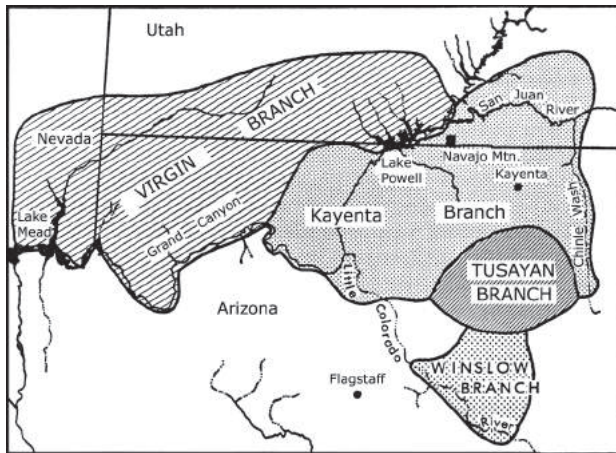 Utah
San Juan
River
Nevada
VIRGIN BRANCH
Navajo Mtn.
Lake
Powell
Kayenta
Chinle Wash
Kayenta Branch
Lake
Mead
Grand Canyon
TUSAYAN
BRANCH
Arizona
Little Colorado
WINSLOW
BRANCH
Flagstaff
River